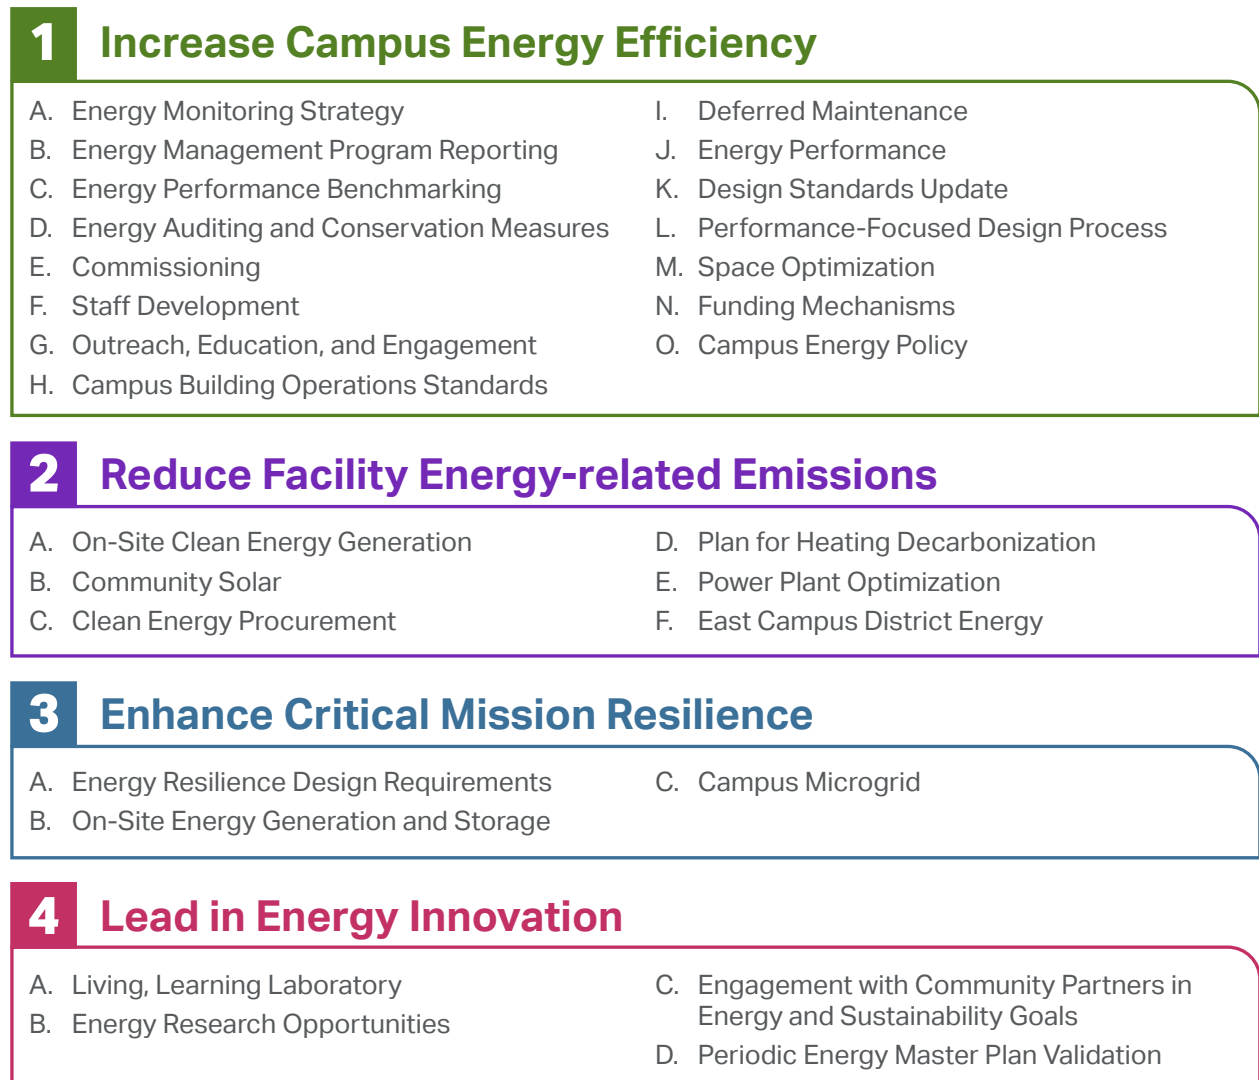 1 Increase Campus Energy Efficiency
A. Energy Monitoring Strategy
B. Energy Management Program Reporting
C. Energy Performance Benchmarking
D. Energy Auditing and Conservation Measures
E. Commissioning
F. Staff Development
G. Outreach, Education, and Engagement
H. Campus Building Operations Standards
I. Deferred Maintenance
J. Energy Performance
K. Design Standards Update
L. Performance-Focused Design Process
M. Space Optimization
N. Funding Mechanisms
O. Campus Energy Policy
2 Reduce Facility Energy-related Emissions
A. On-Site Clean Energy Generation
B. Community Solar
C. Clean Energy Procurement
D. Plan for Heating Decarbonization
E. Power Plant Optimization
F. East Campus District Energy
3 Enhance Critical Mission Resilience
A. Energy Resilience Design Requirements
B. On-Site Energy Generation and Storage
C. Campus Microgrid
4 Lead in Energy Innovation
A. Living, Learning Laboratory
B. Energy Research Opportunities
C. Engagement with Community Partners in
Energy and Sustainability Goals
D. Periodic Energy Master Plan Validation